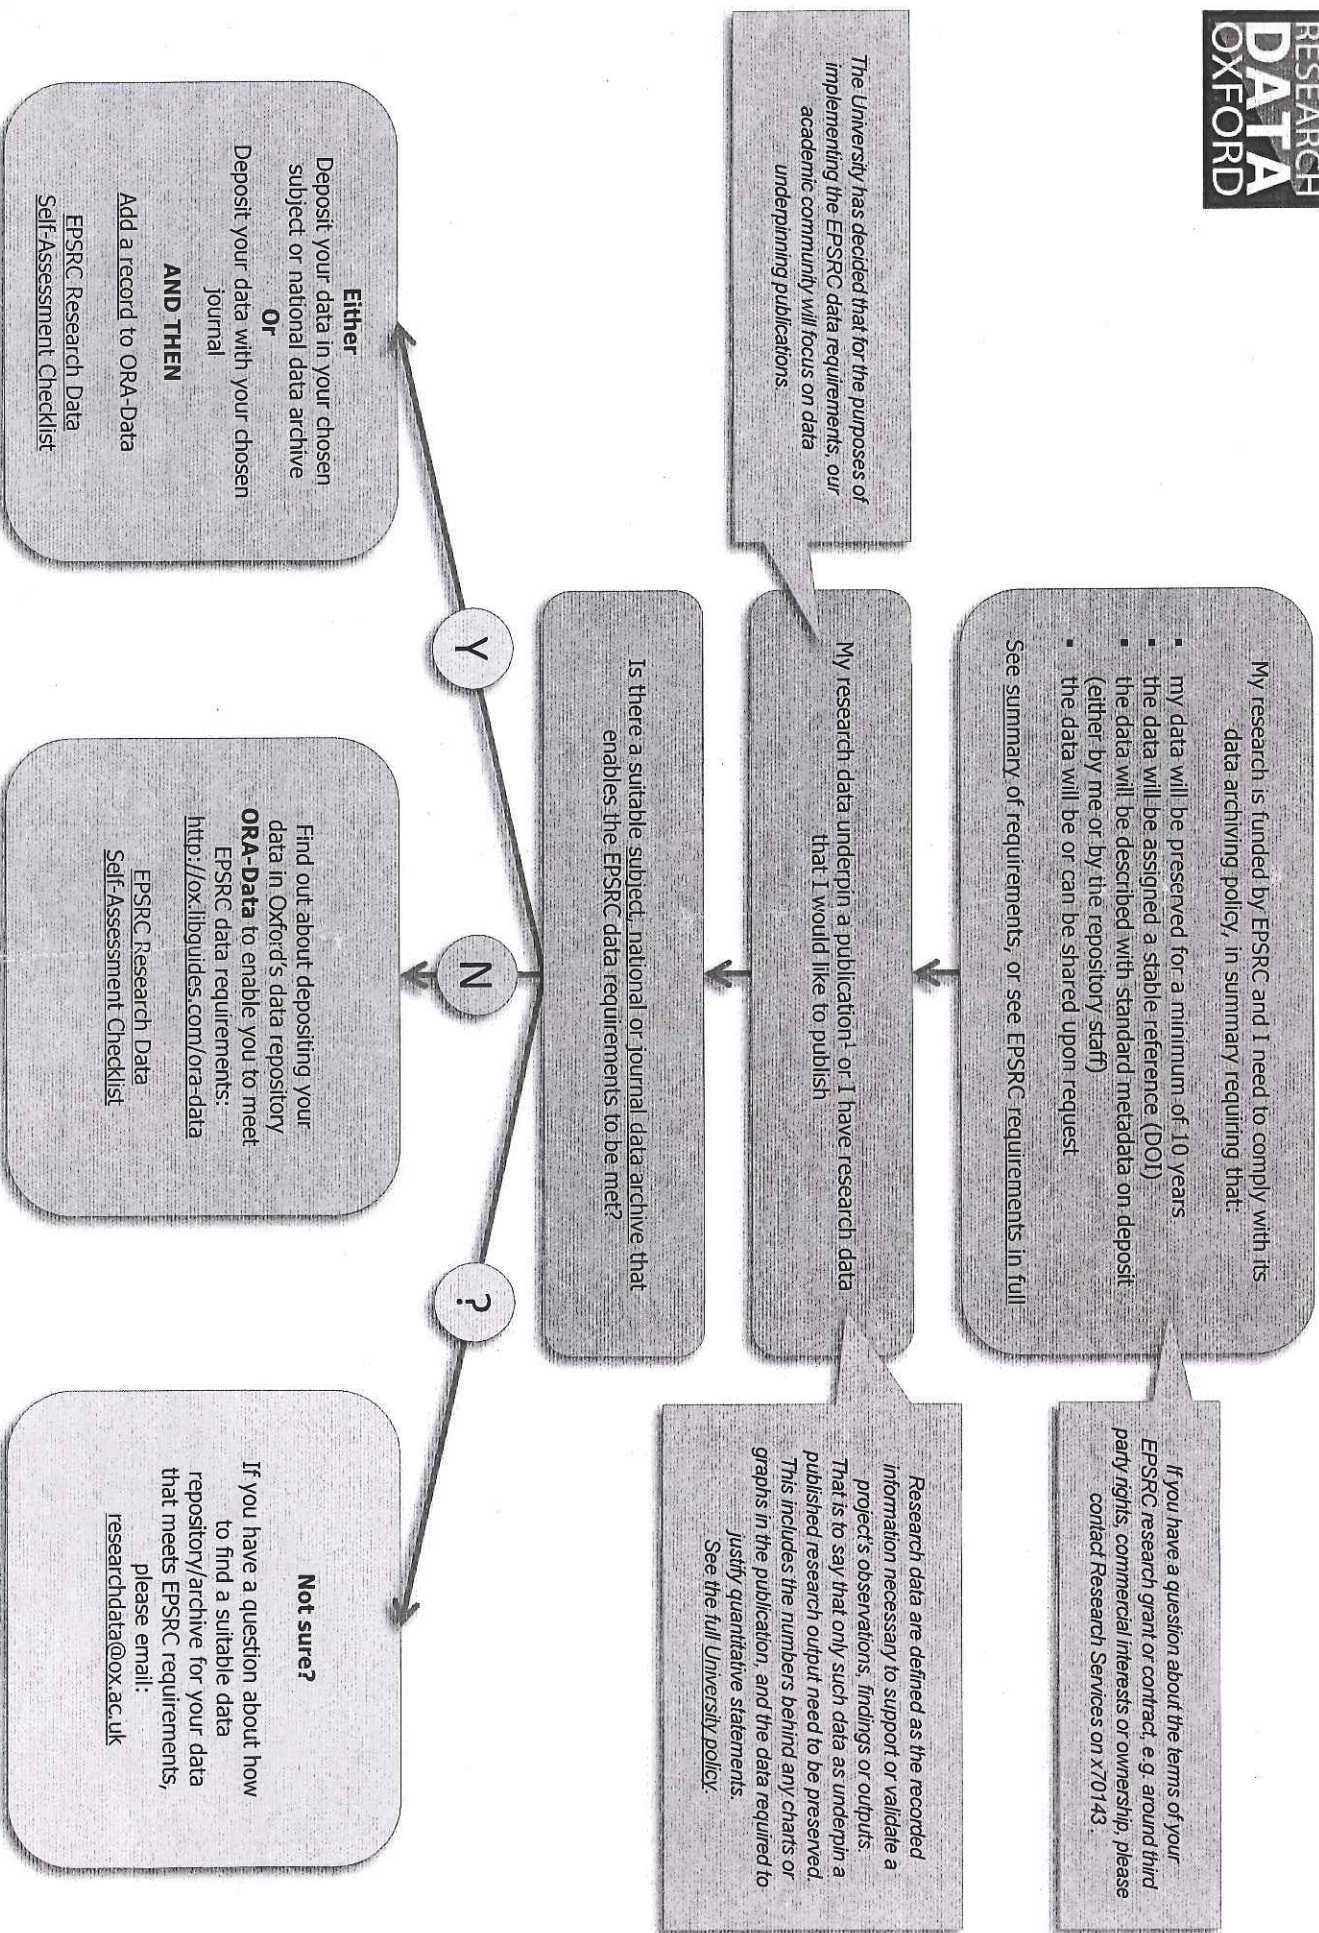 RESEARCH
DATA
OXFORD
My research is funded by EPSRC and I need to comply with its
data archiving policy, in summary requiring that:
▪ my data will be preserved for a minimum of 10 years
▪ the data will be assigned a stable reference (DOI)
▪ the data will be described with standard metadata on deposit
(either by me or by the repository staff)
▪ the data will be or can be shared upon request
See summary of requirements, or see EPSRC requirements in full
If you have a question about the terms of your
EPSRC research grant or contract, e.g. around third
party rights, commercial interests or ownership, please
contact Research Services on x70143
The University has decided that for the purposes of
implementing the EPSRC data requirements, our
academic community will focus on data
underpinning publications.
My research data underpin a publication¹ or I have research data
that I would like to publish
Research data are defined as the recorded
information necessary to support or validate a
project's observations, findings or outputs.
That is to say that only such data as underpin a
published research output need to be preserved.
This includes the numbers behind any charts or
graphs in the publication, and the data required to
justify quantitative statements.
See the full University policy.
Is there a suitable subject, national or journal data archive that
enables the EPSRC data requirements to be met?
Y
N
?
Either
Deposit your data in your chosen
subject or national data archive
Or
Deposit your data with your chosen
journal
AND THEN
Add a record to ORA-Data
EPSRC Research Data
Self-Assessment Checklist
Find out about depositing your
data in Oxford's data repository
ORA-Data to enable you to meet
EPSRC data requirements:
http://ox.libguides.com/ora-data
EPSRC Research Data
Self-Assessment Checklist
Not sure?
If you have a question about how
to find a suitable data
repository/archive for your data
that meets EPSRC requirements,
please email:
researchdata@ox.ac.uk